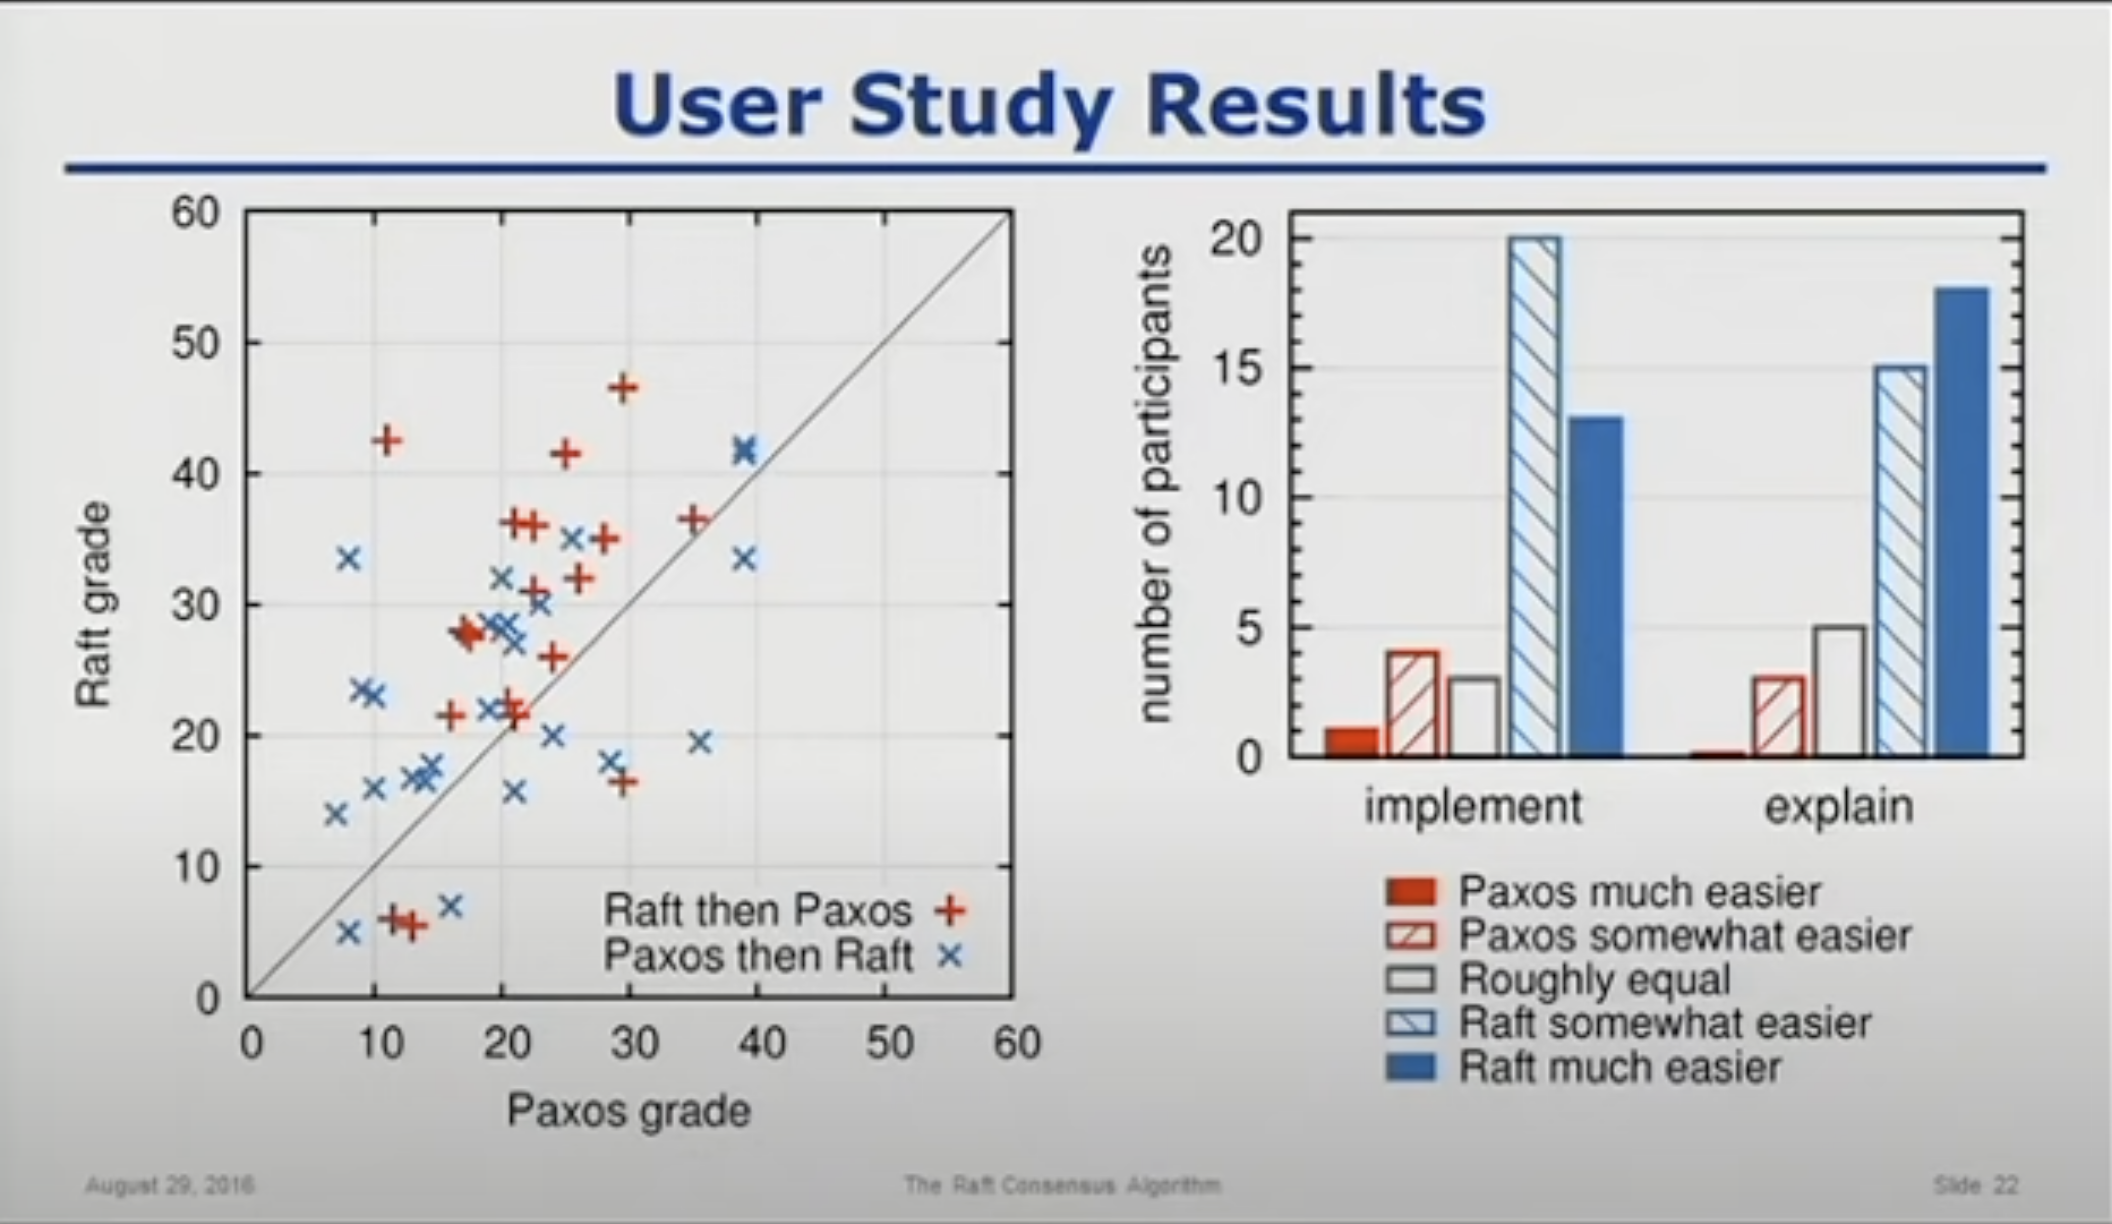 User Study Results
60
50
40
30
20
10
0
Raft grade
0 10 20 30 40 50 60
Paxos grade
Raft then Paxos
Paxos then Raft
20
15
10
5
0
number of participants
implement explain
Paxos much easier
Paxos somewhat easier
Roughly equal
Raft somewhat easier
Raft much easier
August 29, 2016 The Raft Consensus Algorithm Slide 22